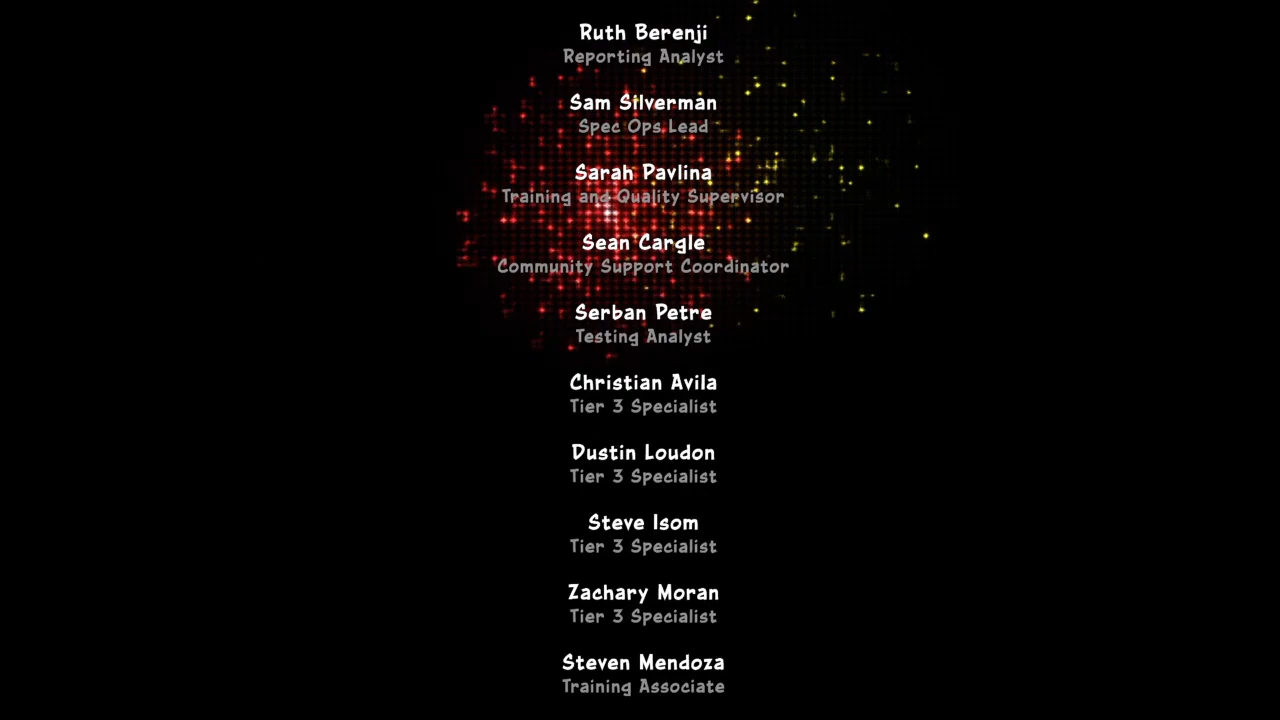 Ruth Berenji
Reporting Analyst
Sam Silverman
Spec Ops Lead
Sarah Pavlina
Training and Quality Supervisor
Sean Cargle
Community Support Coordinator
Serban Petre
Testing Analyst
Christian Avila
Tier 3 Specialist
Dustin Loudon
Tier 3 Specialist
Steve Isom
Tier 3 Specialist
Zachary Moran
Tier 3 Specialist
Steven Mendoza
Training Associate